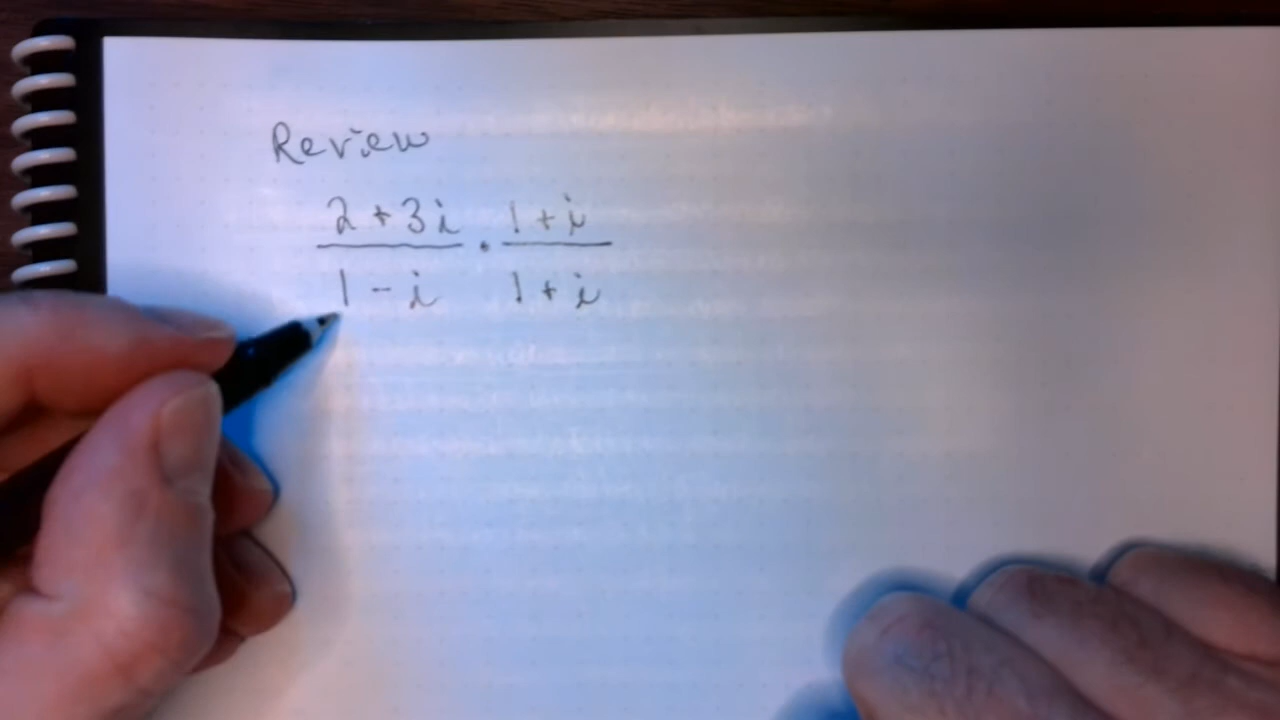 Review
2 + 3i 1 + i
———— · ————
1 - i 1 + i